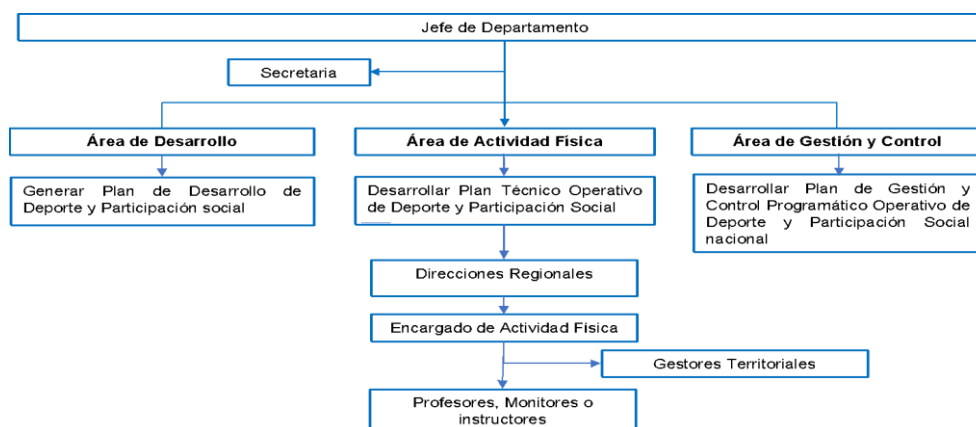 Jefe de Departamento
Secretaria
Área de Desarrollo
Área de Actividad Física
Área de Gestión y Control
Generar Plan de Desarrollo de
Deporte y Participación social
Desarrollar Plan Técnico Operativo
de Deporte y Participación Social
Desarrollar Plan de Gestión y
Control Programático Operativo de
Deporte y Participación Social
nacional
Direcciones Regionales
Encargado de Actividad Física
Gestores Territoriales
Profesores, Monitores o
instructores